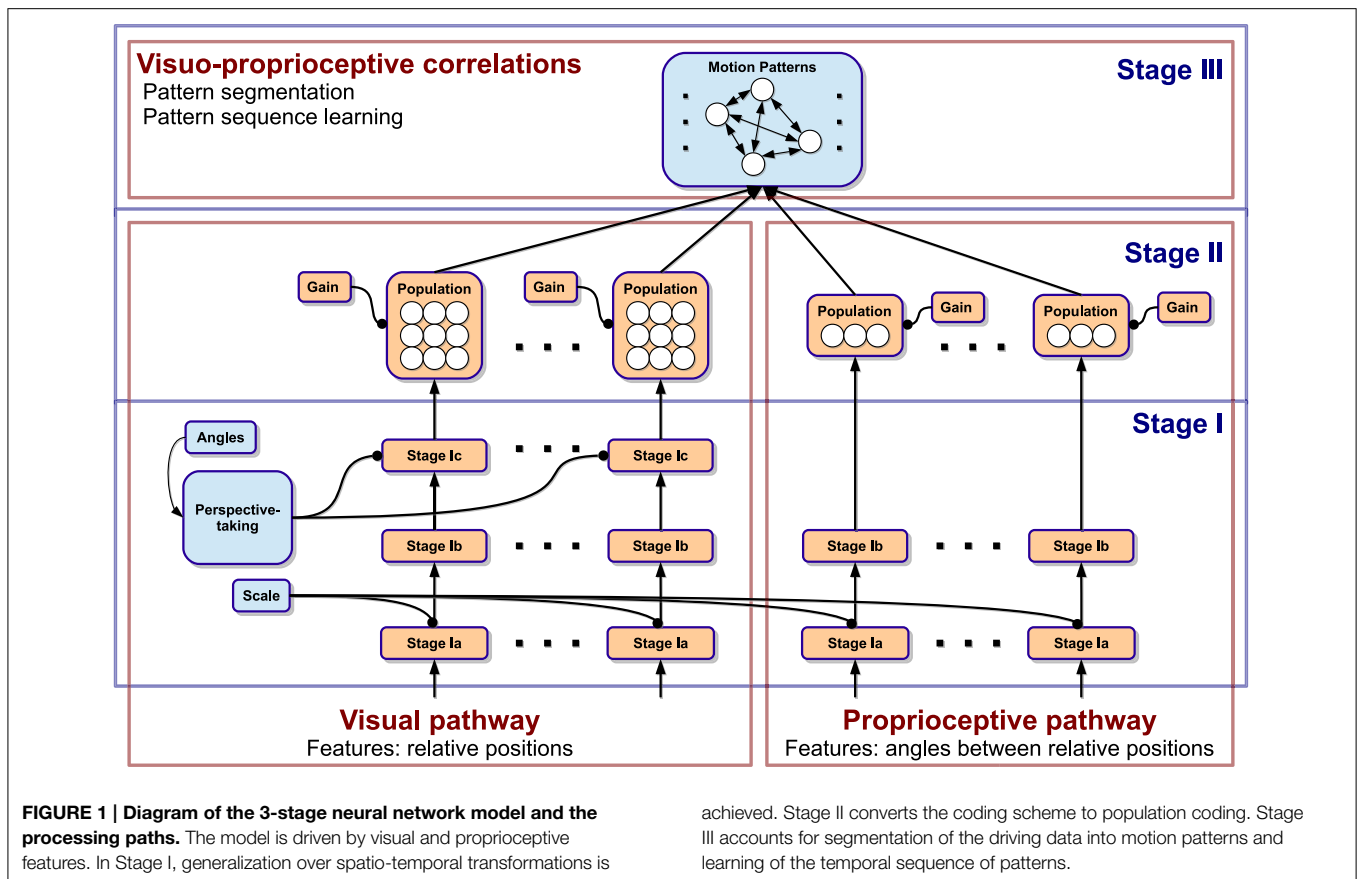 Visuo-proprioceptive correlations
Pattern segmentation
Pattern sequence learning
Motion Patterns
Stage III
Stage II
Gain
Population
Gain
Population
Population
Gain
Population
Gain
Stage I
Angles
Perspective-
taking
Stage Ic
Stage Ic
Stage Ib
Stage Ib
Stage Ib
Stage Ib
Scale
Stage Ia
Stage Ia
Stage Ia
Stage Ia
Visual pathway
Features: relative positions
Proprioceptive pathway
Features: angles between relative positions
FIGURE 1 | Diagram of the 3-stage neural network model and the
processing paths. The model is driven by visual and proprioceptive
features. In Stage I, generalization over spatio-temporal transformations is
achieved. Stage II converts the coding scheme to population coding. Stage
III accounts for segmentation of the driving data into motion patterns and
learning of the temporal sequence of patterns.